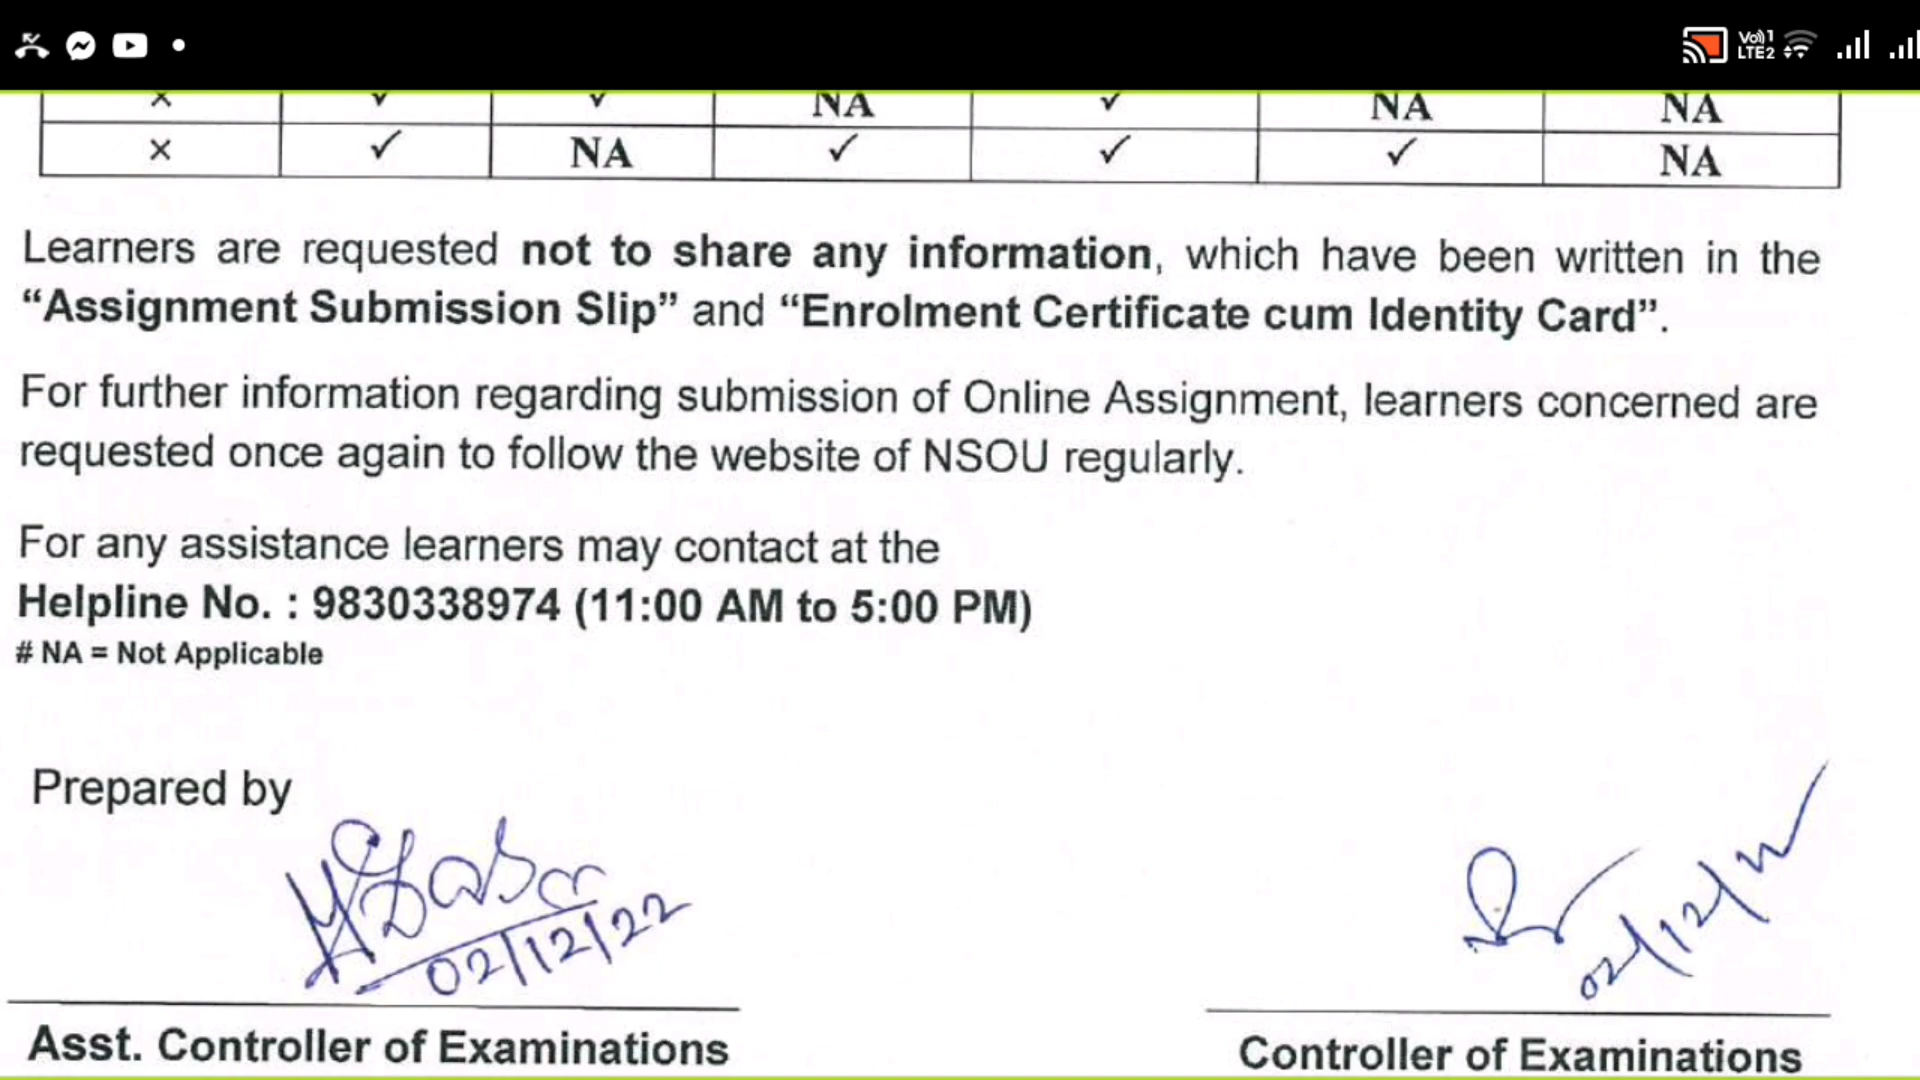 Vo)) 1
LTE2
× ✓ ✓ NA ✓ NA NA
× ✓ NA ✓ ✓ ✓ NA
Learners are requested not to share any information, which have been written in the
“Assignment Submission Slip” and “Enrolment Certificate cum Identity Card”.
For further information regarding submission of Online Assignment, learners concerned are
requested once again to follow the website of NSOU regularly.
For any assistance learners may contact at the
Helpline No. : 9830338974 (11:00 AM to 5:00 PM)
# NA = Not Applicable
Prepared by
02/12/22
02/12/22
Asst. Controller of Examinations
Controller of Examinations